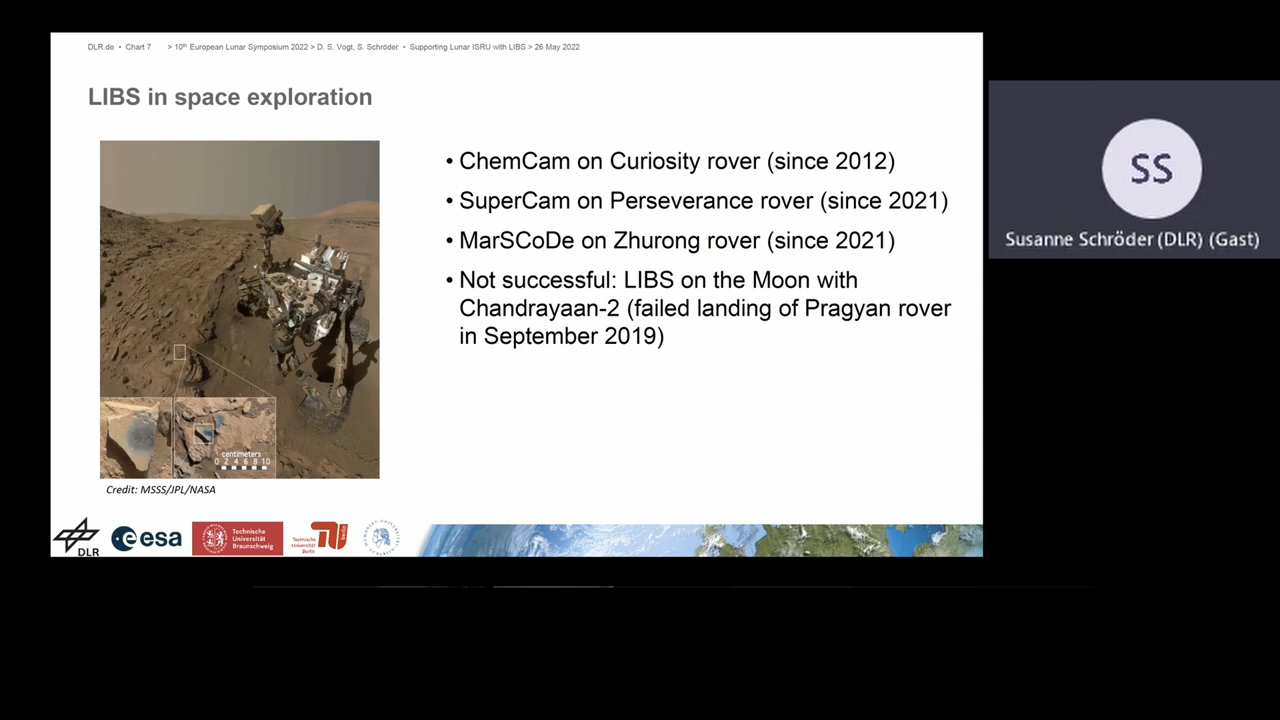 DLR.de • Chart 7 > 10th European Lunar Symposium 2022 > D. S. Vogt, S. Schröder • Supporting Lunar ISRU with LIBS > 26 May 2022
LIBS in space exploration
• ChemCam on Curiosity rover (since 2012)
• SuperCam on Perseverance rover (since 2021)
• MarSCoDe on Zhurong rover (since 2021)
• Not successful: LIBS on the Moon with
Chandrayaan-2 (failed landing of Pragyan rover
in September 2019)
centimeters
0 2 4 6 8 10
Credit: MSSS/JPL/NASA
DLR
esa
Technische
Universität
Braunschweig
Technische
Universität
Berlin
berlin
SS
Susanne Schröder (DLR) (Gast)